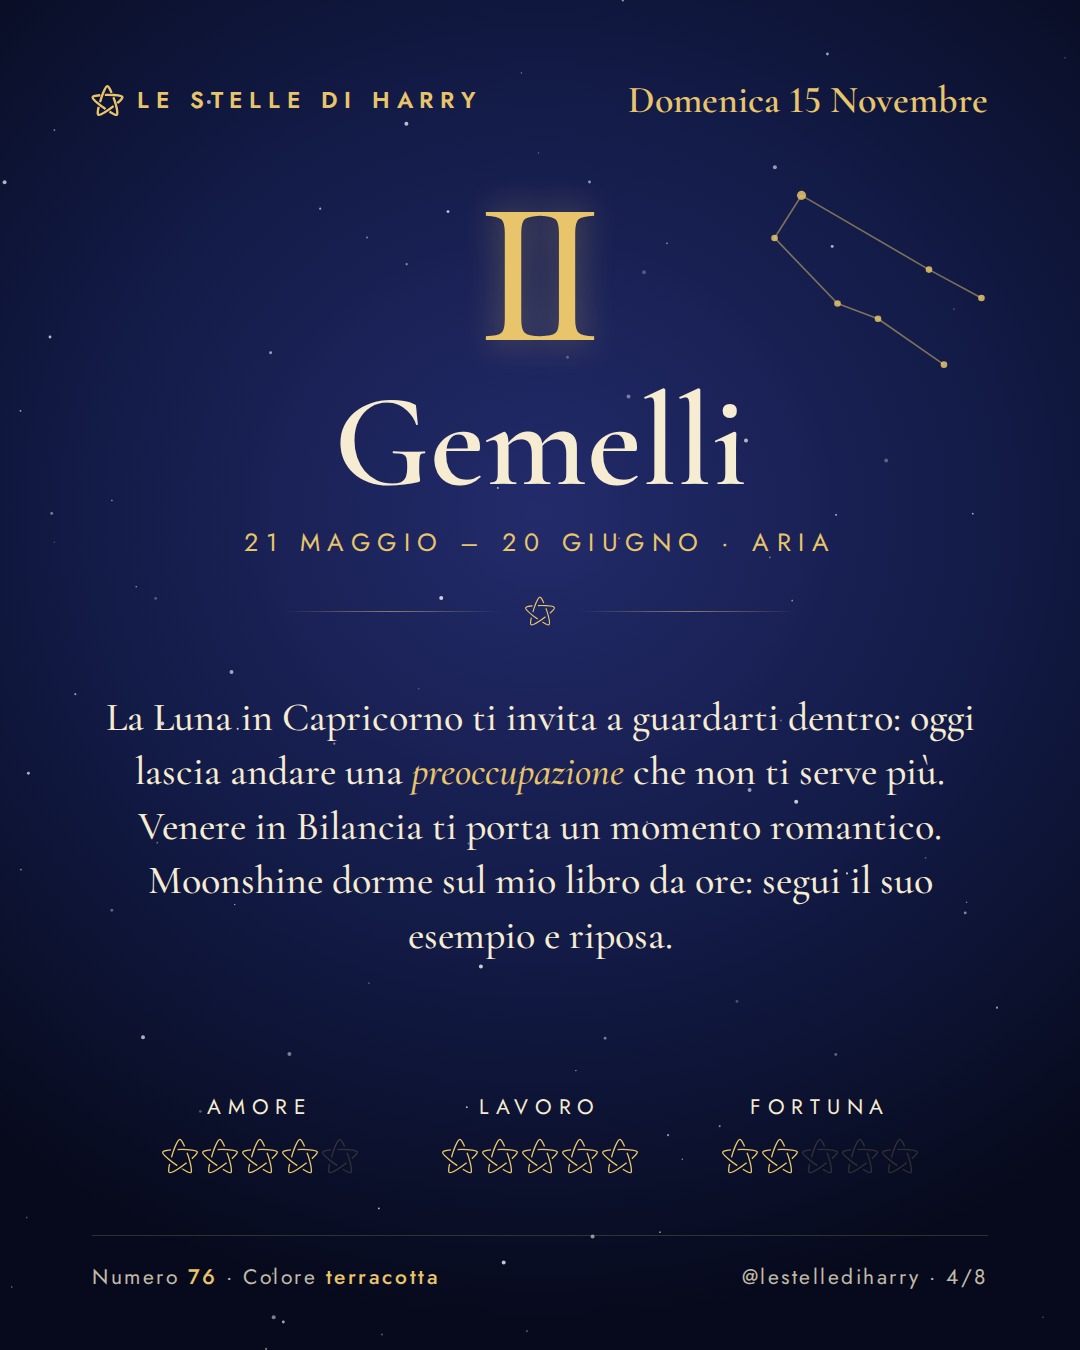 LE STELLE DI HARRY
Domenica 15 Novembre
Gemelli
21 MAGGIO – 20 GIUGNO · ARIA
La Luna in Capricorno ti invita a guardarti dentro: oggi
lascia andare una preoccupazione che non ti serve più.
Venere in Bilancia ti porta un momento romantico.
Moonshine dorme sul mio libro da ore: segui il suo
esempio e riposa.
AMORE
LAVORO
FORTUNA
Numero 76 · Colore terracotta
@lestellediharry · 4/8